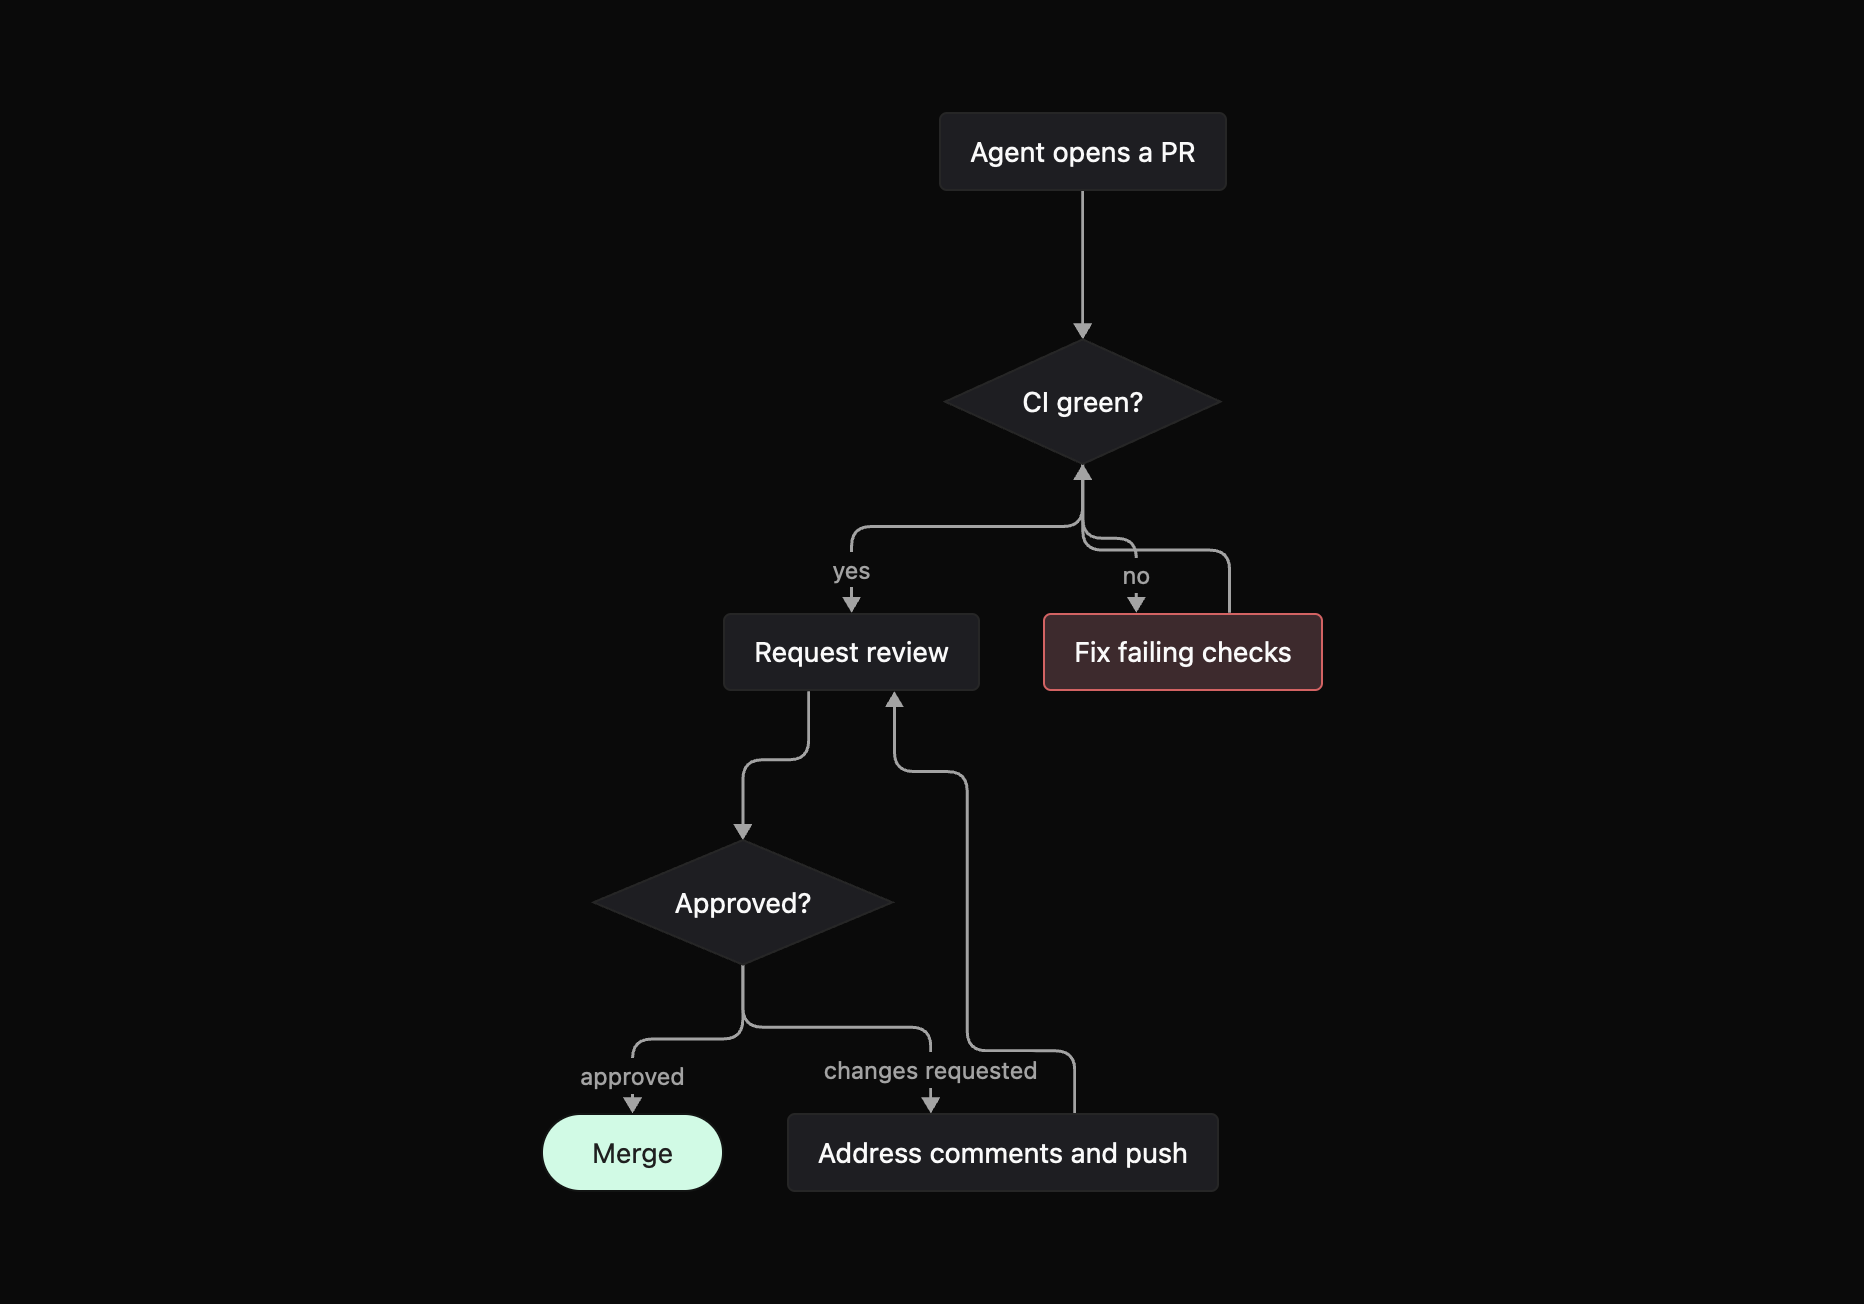 Agent opens a PR
CI green?
yes
no
Request review
Fix failing checks
Approved?
approved
changes requested
Merge
Address comments and push